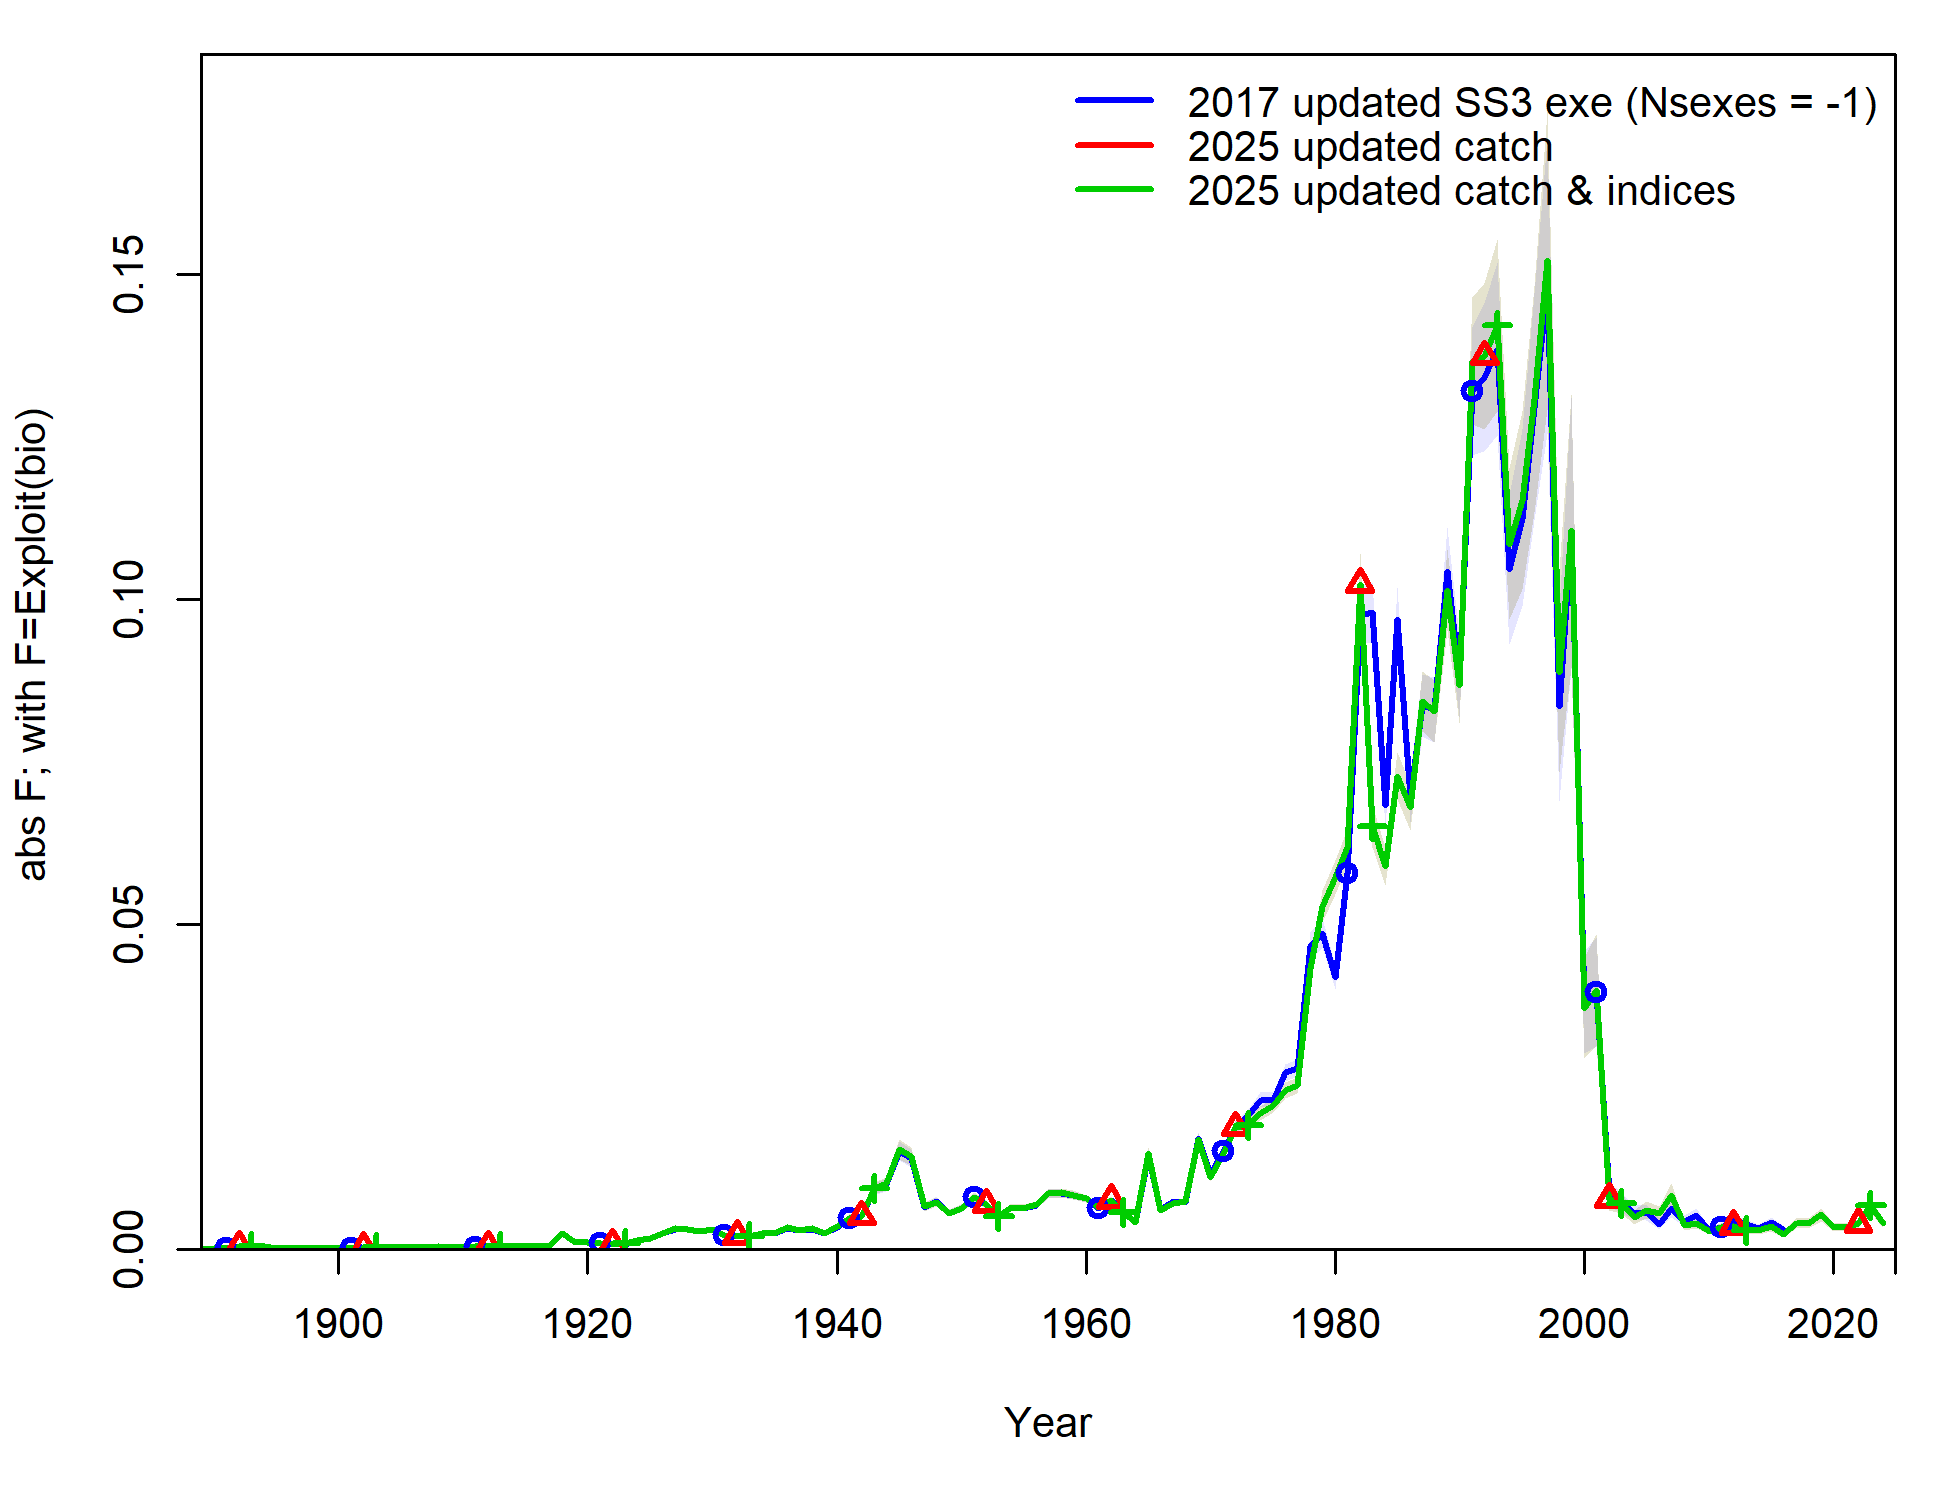 2017 updated SS3 exe (Nsexes = -1)
2025 updated catch
2025 updated catch & indices
abs F; with F=Exploit(bio)
0.15
0.10
0.05
0.00
1900 1920 1940 1960 1980 2000 2020
Year